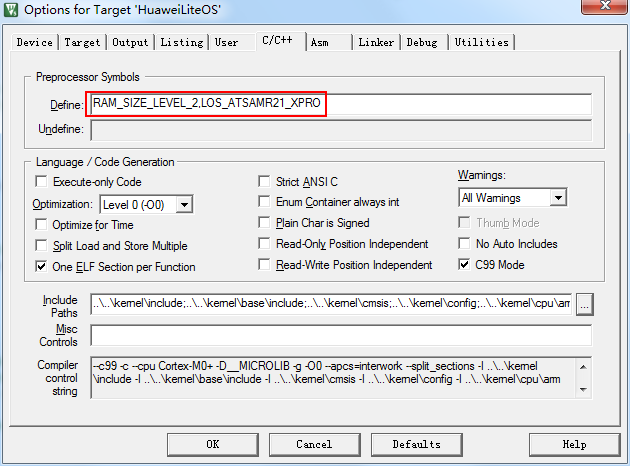 Options for Target 'HuaweiLiteOS'
Device Target Output Listing User C/C++ Asm Linker Debug Utilities
Preprocessor Symbols
Define: RAM_SIZE_LEVEL_2,LOS_ATSAMR21_XPRO
Undefine:
Language / Code Generation
Execute-only Code Strict ANSI C Warnings:
Optimization: Level 0 (-O0) Enum Container always int All Warnings
Optimize for Time Plain Char is Signed Thumb Mode
Split Load and Store Multiple Read-Only Position Independent No Auto Includes
One ELF Section per Function Read-Write Position Independent C99 Mode
Include Paths ..\..\kernel\include;..\..\kernel\base\include;..\..\kernel\cmsis;..\..\kernel\config;..\..\kernel\cpu\arm ...
Misc Controls
Compiler control string --c99 -c --cpu Cortex-M0+ -D__MICROLIB -g -O0 --apcs=interwork --split_sections -I ..\..\kernel
\include -I ..\..\kernel\base\include -I ..\..\kernel\cmsis -I ..\..\kernel\config -I ..\..\kernel\cpu\arm
OK Cancel Defaults Help